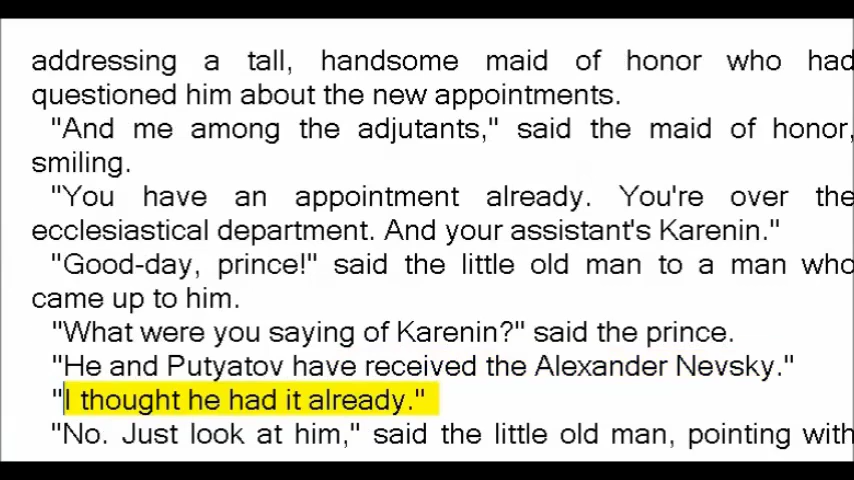 addressing a tall, handsome maid of honor who had
questioned him about the new appointments.
"And me among the adjutants," said the maid of honor,
smiling.
"You have an appointment already. You're over the
ecclesiastical department. And your assistant's Karenin."
"Good-day, prince!" said the little old man to a man who
came up to him.
"What were you saying of Karenin?" said the prince.
"He and Putyatov have received the Alexander Nevsky."
"I thought he had it already."
"No. Just look at him," said the little old man, pointing with